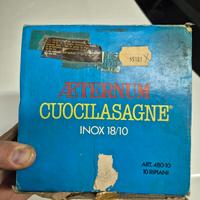 ÆTERNUM
CUOCILASAGNE®
INOX 18/10
ART. 480-10
10 RIPIANI